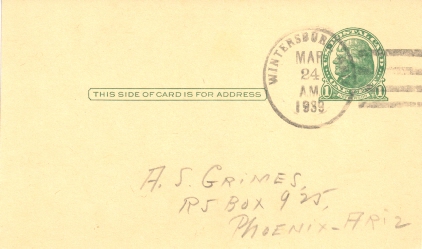 WINTERSBURG
MAR
24
AM
THIS SIDE OF CARD IS FOR ADDRESS
A. S. GRIMES,
R5 BOX 925,
PHOENIX-ARIZ